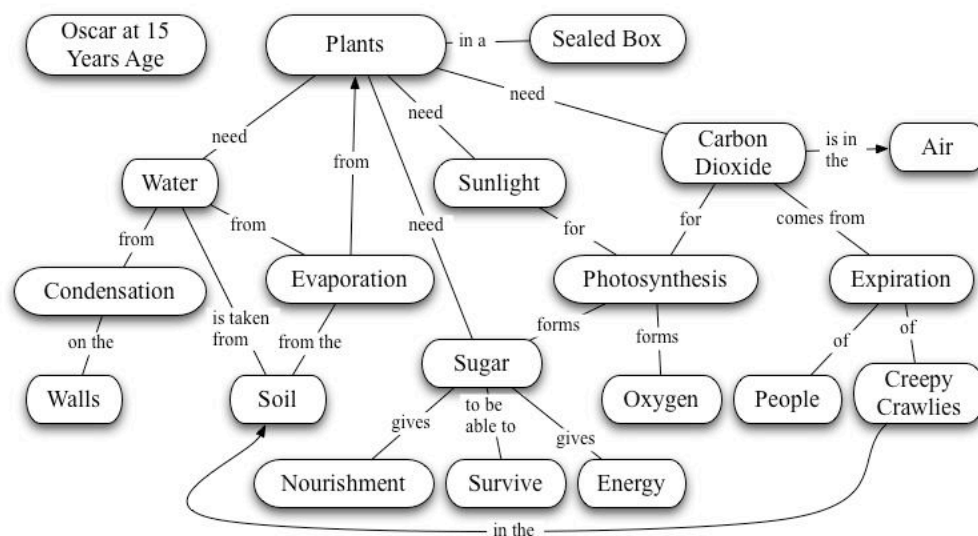 Oscar at 15
Years Age
Plants
in a
Sealed Box
need
need
need
from
need
Water
Sunlight
Carbon
Dioxide
is in
the
Air
from
from
for
for
comes from
Condensation
Evaporation
Photosynthesis
Expiration
on the
is taken
from
from the
forms
forms
of
of
Walls
Soil
Sugar
Oxygen
People
Creepy
Crawlies
gives
to be
able to
gives
Nourishment
Survive
Energy
in the